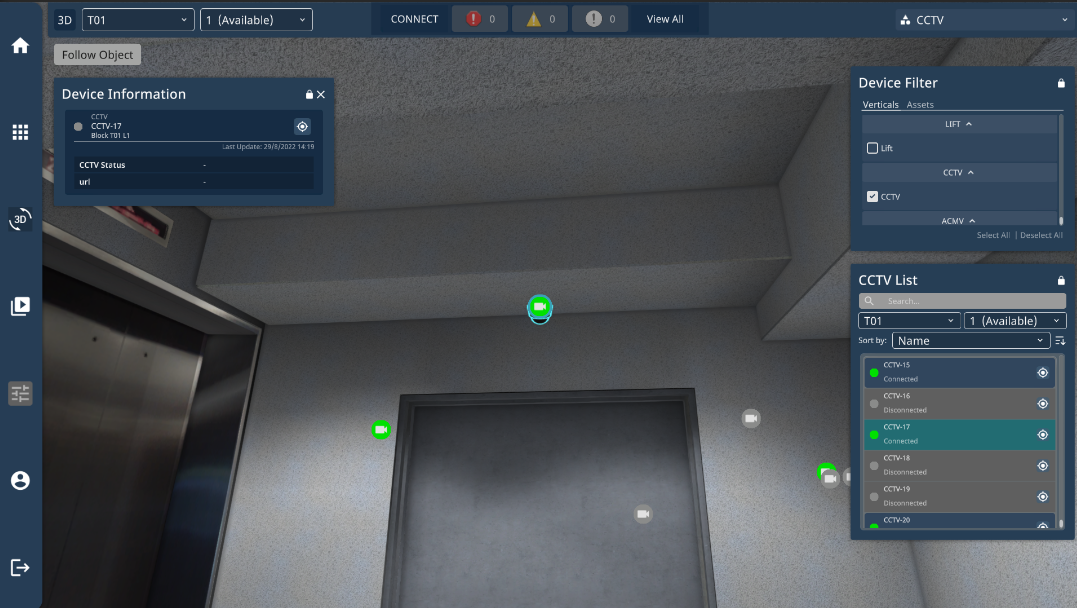 3D
T01
1 (Available)
CONNECT
0
0
0
View All
CCTV
Follow Object
Device Information
CCTV
CCTV-17
Block T01 L1
Last Update: 29/8/2022 14:19
CCTV Status -
url -
3D
Device Filter
Verticals Assets
LIFT
Lift
CCTV
CCTV
ACMV
Select All | Deselect All
CCTV List
Search...
T01
1 (Available)
Sort by: Name
CCTV-15
Connected
CCTV-16
Disconnected
CCTV-17
Connected
CCTV-18
Disconnected
CCTV-19
Disconnected
CCTV-20